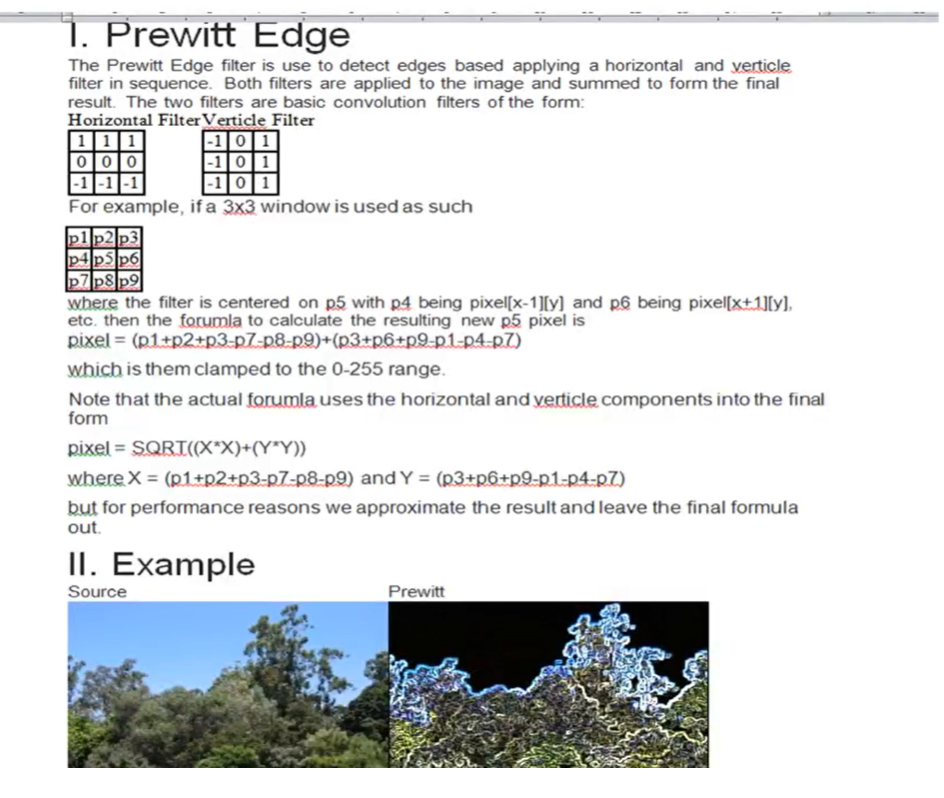 I. Prewitt Edge
The Prewitt Edge filter is use to detect edges based applying a horizontal and verticle
filter in sequence. Both filters are applied to the image and summed to form the final
result. The two filters are basic convolution filters of the form:
Horizontal Filter Verticle Filter
1 1 1 -1 0 1
0 0 0 -1 0 1
-1 -1 -1 -1 0 1
For example, if a 3x3 window is used as such
p1 p2 p3
p4 p5 p6
p7 p8 p9
where the filter is centered on p5 with p4 being pixel[x-1][y] and p6 being pixel[x+1][y],
etc. then the forumla to calculate the resulting new p5 pixel is
pixel = (p1+p2+p3-p7-p8-p9)+(p3+p6+p9-p1-p4-p7)
which is them clamped to the 0-255 range.
Note that the actual forumla uses the horizontal and verticle components into the final
form
pixel = SQRT((X*X)+(Y*Y))
where X = (p1+p2+p3-p7-p8-p9) and Y = (p3+p6+p9-p1-p4-p7)
but for performance reasons we approximate the result and leave the final formula
out.
II. Example
Source Prewitt